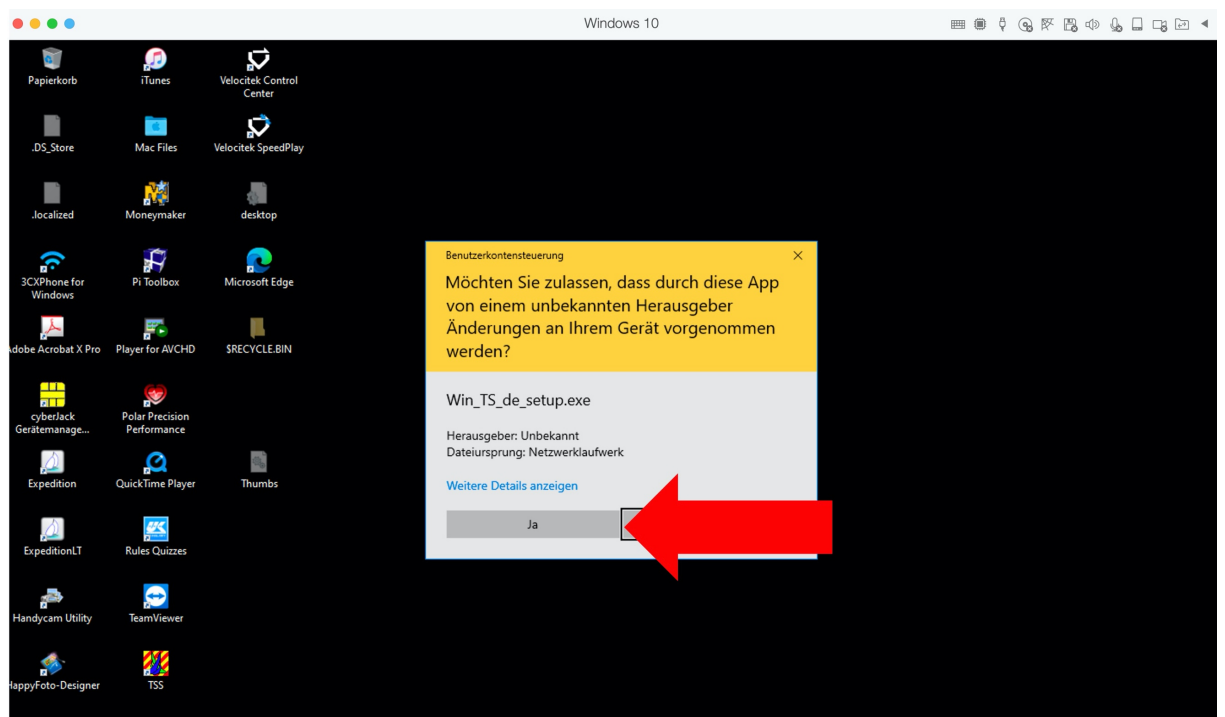 Windows 10
Papierkorb
iTunes
Velocitek Control
Center
.DS_Store
Mac Files
Velocitek SpeedPlay
.localized
Moneymaker
desktop
3CXPhone for
Windows
Pi Toolbox
Microsoft Edge
Adobe Acrobat X Pro
Player for AVCHD
$RECYCLE.BIN
cyberJack
Gerätemanage...
Polar Precision
Performance
Expedition
QuickTime Player
Thumbs
ExpeditionLT
Rules Quizzes
Handycam Utility
TeamViewer
HappyFoto-Designer
TSS
Benutzerkontensteuerung
Möchten Sie zulassen, dass durch diese App
von einem unbekannten Herausgeber
Änderungen an Ihrem Gerät vorgenommen
werden?
Win_TS_de_setup.exe
Herausgeber: Unbekannt
Dateiursprung: Netzwerklaufwerk
Weitere Details anzeigen
Ja